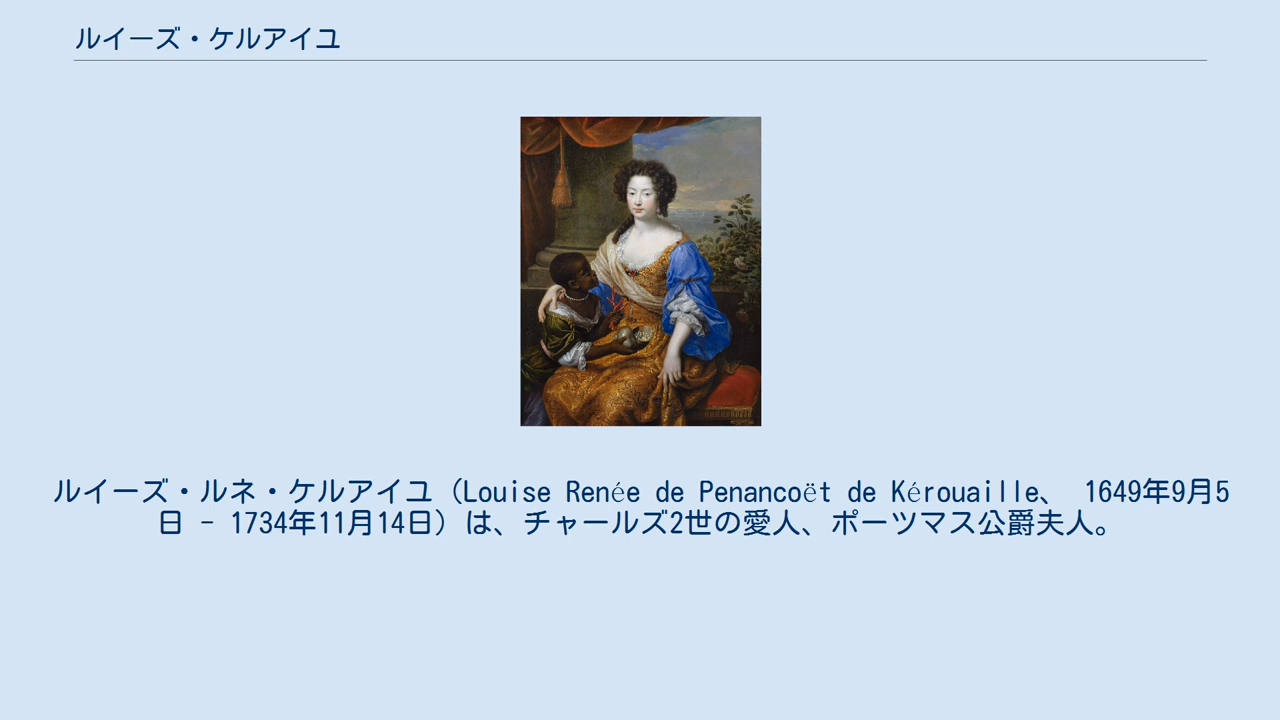 ルイーズ・ケルアイユ
ルイーズ・ルネ・ケルアイユ（Louise Renée de Penancoët de Kérouaille、 1649年9月5
日 - 1734年11月14日）は、チャールズ2世の愛人、ポーツマス公爵夫人。